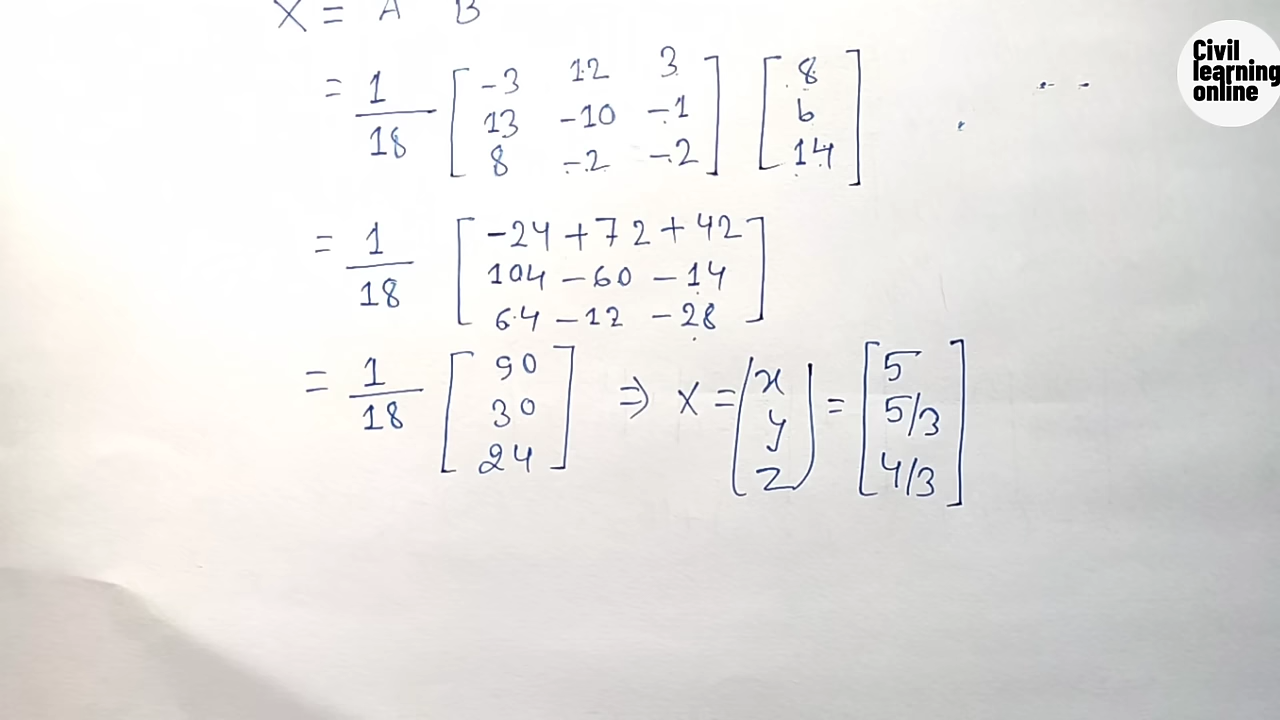 X = A B
= 1/18 [-3 12 3; 13 -10 -1; 8 -2 -2] [8; 6; 14]
= 1/18 [-24 + 72 + 42; 104 - 60 - 14; 64 - 12 - 28]
= 1/18 [90; 30; 24] ⇒ X = (x; y; z) = [5; 5/3; 4/3]
Civil
learning
online